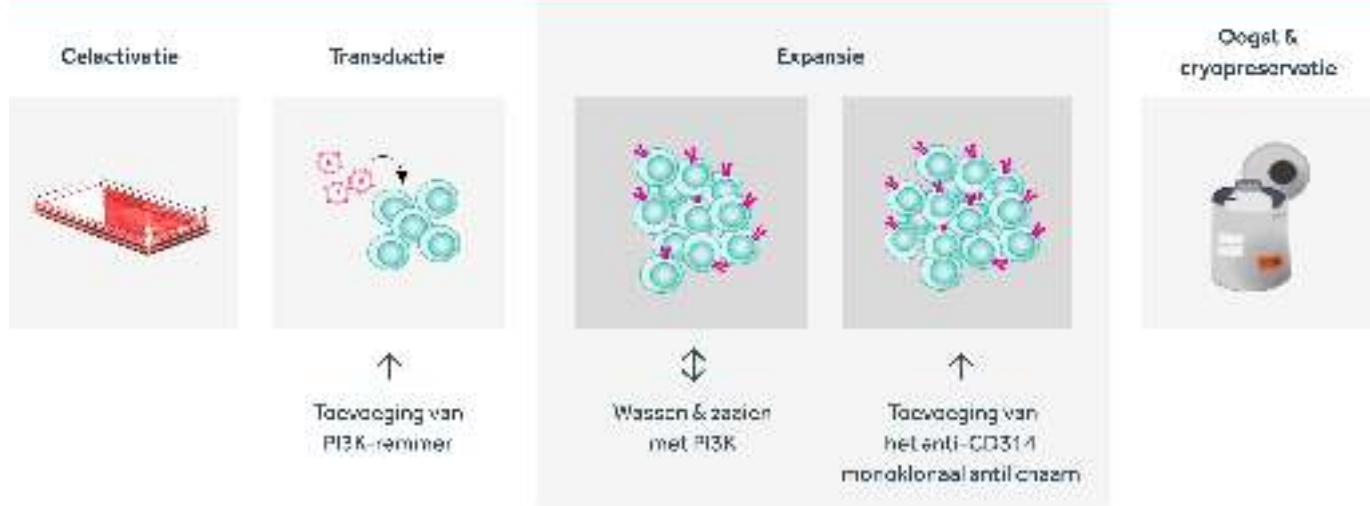 Celactivatie
Transductie
Expansie
Oogst &
cryopreservatie
Toevoeging van
PI3K-remmer
Wassen & zaaien
met PI3K
Toevoeging van
het anti-CD314
monoklonaal antilichaam